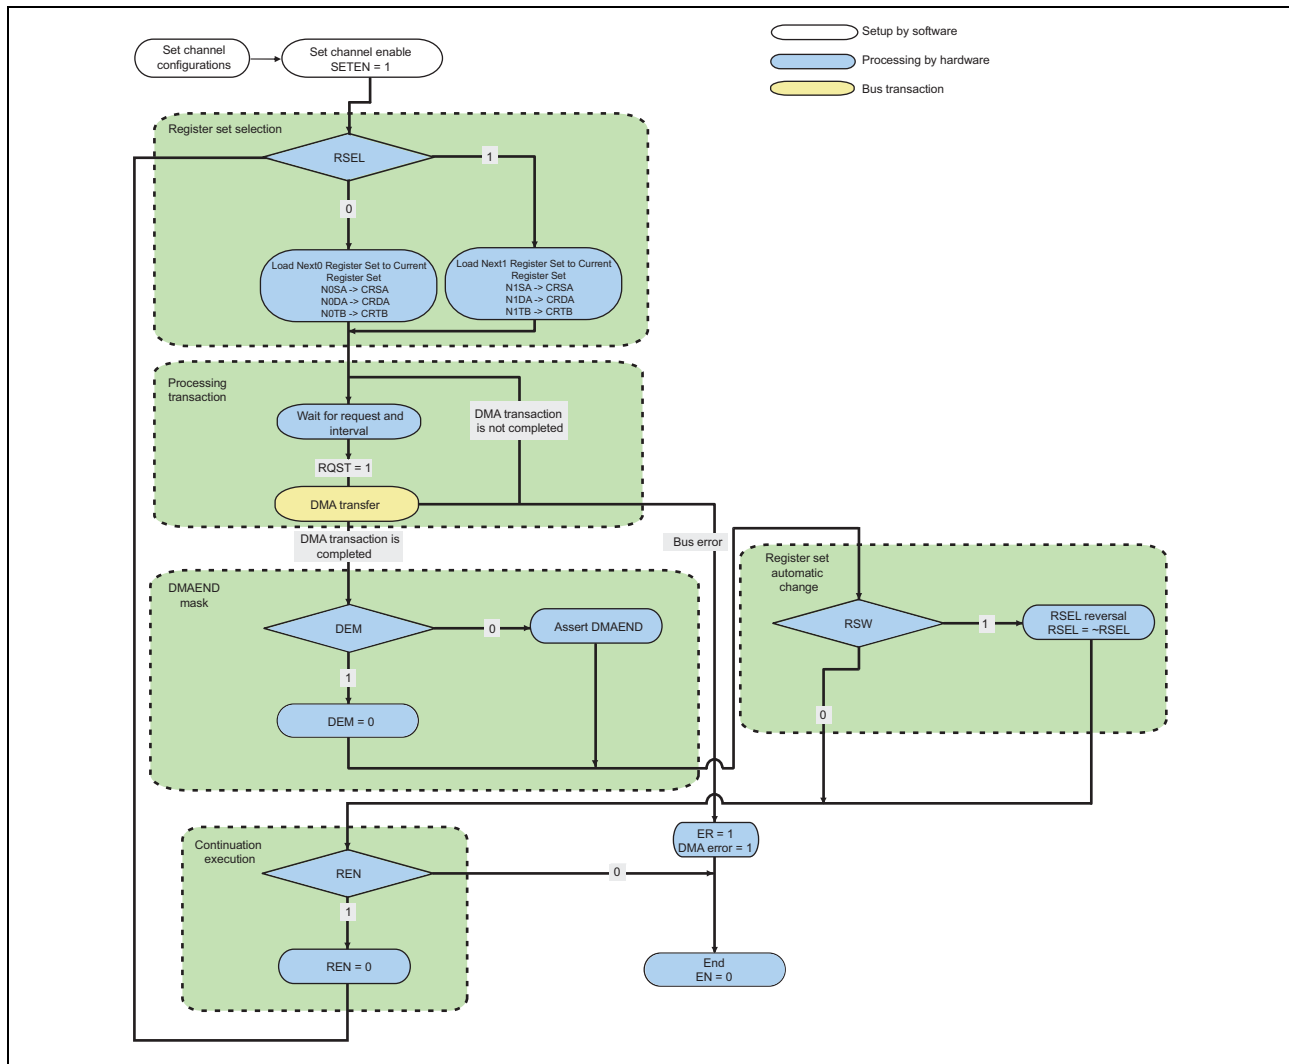 Set channel
configurations
Set channel enable
SETEN = 1
Setup by software
Processing by hardware
Bus transaction
Register set selection
RSEL
1
0
Load Next0 Register Set to Current
Register Set
N0SA -> CRSA
N0DA -> CRDA
N0TB -> CRTB
Load Next1 Register Set to Current
Register Set
N1SA -> CRSA
N1DA -> CRDA
N1TB -> CRTB
Processing
transaction
Wait for request and
interval
DMA transaction
is not completed
RQST = 1
DMA transfer
DMA transaction is
completed
Bus error
DMAEND
mask
DEM
0
Assert DMAEND
1
DEM = 0
Register set
automatic
change
RSW
1
RSEL reversal
RSEL = ~RSEL
0
Continuation
execution
REN
0
ER = 1
DMA error = 1
1
REN = 0
End
EN = 0